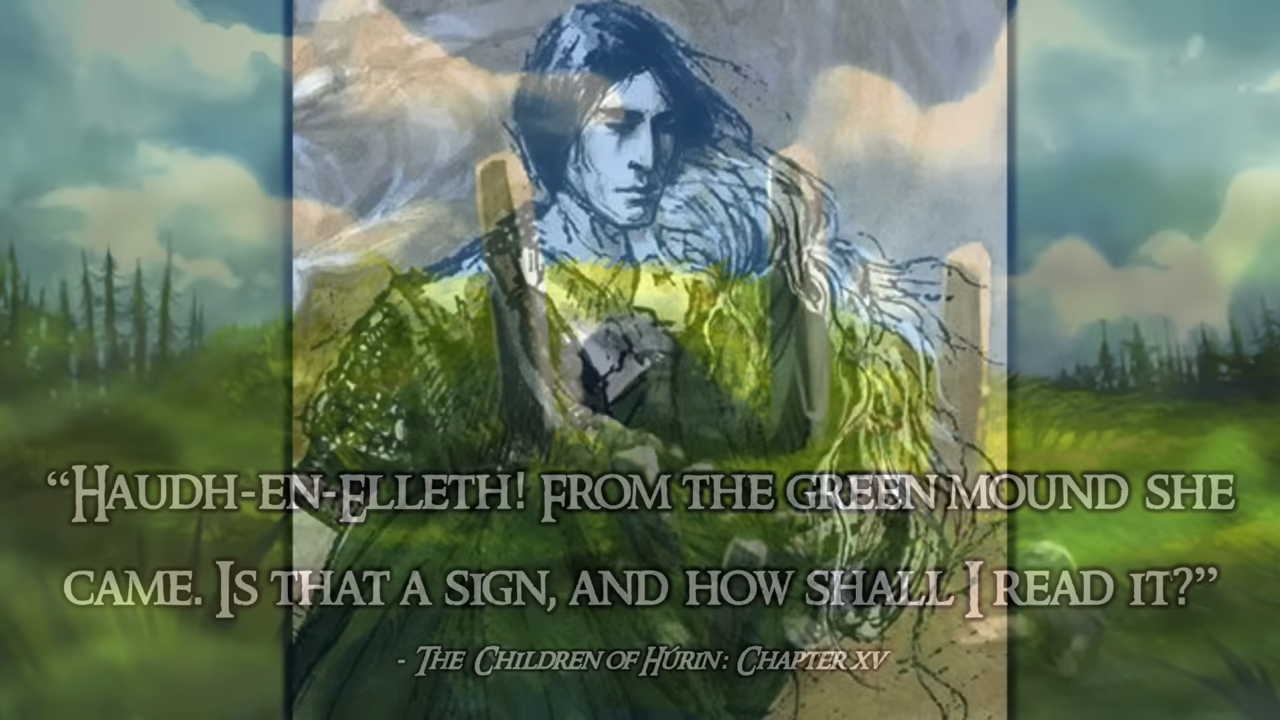 “Haudh-en-Elleth! From the green mound she
came. Is that a sign, and how shall I read it?”
- The Children of Húrin: Chapter XV